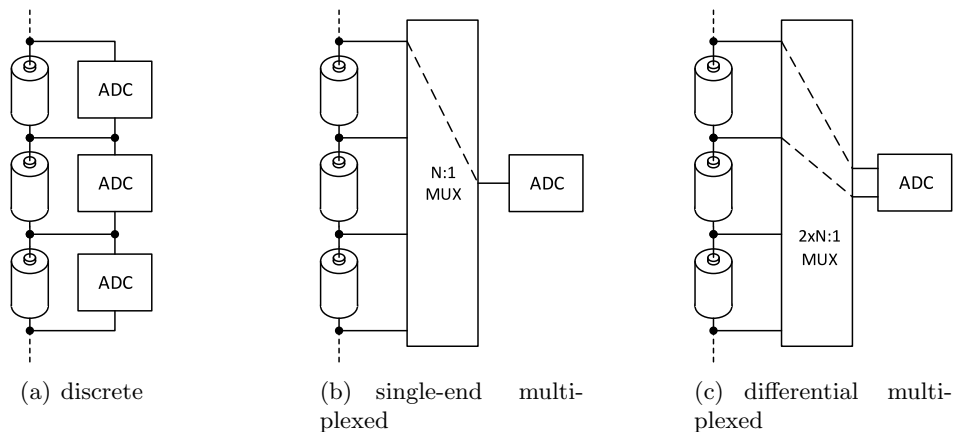 ADC
ADC
ADC
(a) discrete
N:1
MUX
ADC
(b) single-end multi-
plexed
2xN:1
MUX
ADC
(c) differential multi-
plexed